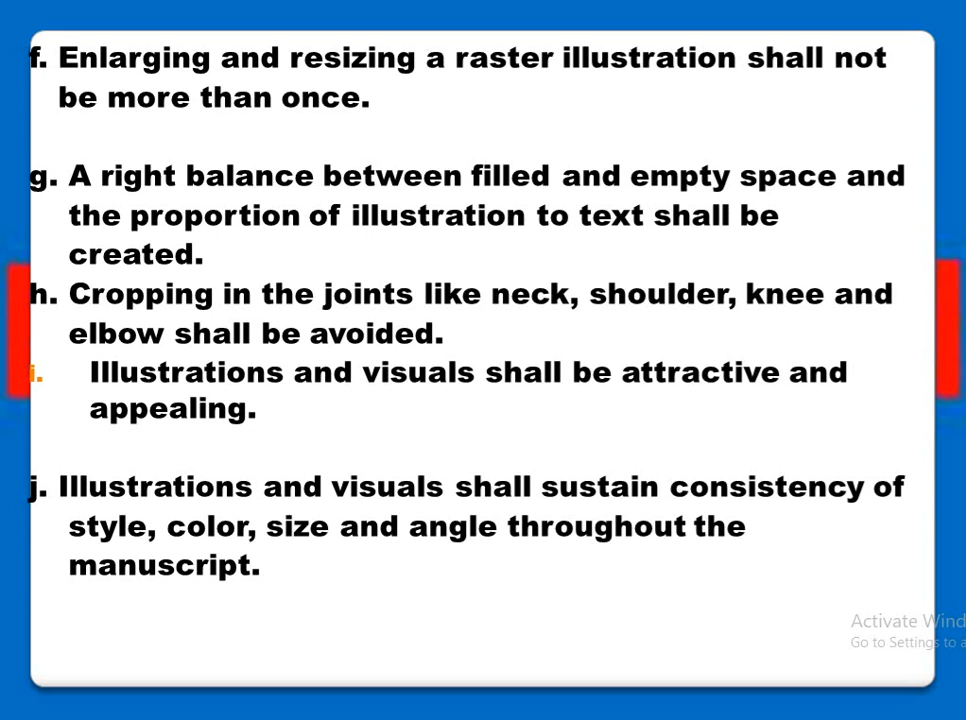 f. Enlarging and resizing a raster illustration shall not
be more than once.
g. A right balance between filled and empty space and
the proportion of illustration to text shall be
created.
h. Cropping in the joints like neck, shoulder, knee and
elbow shall be avoided.
i. Illustrations and visuals shall be attractive and
appealing.
j. Illustrations and visuals shall sustain consistency of
style, color, size and angle throughout the
manuscript.
Activate Wind
Go to Settings to a